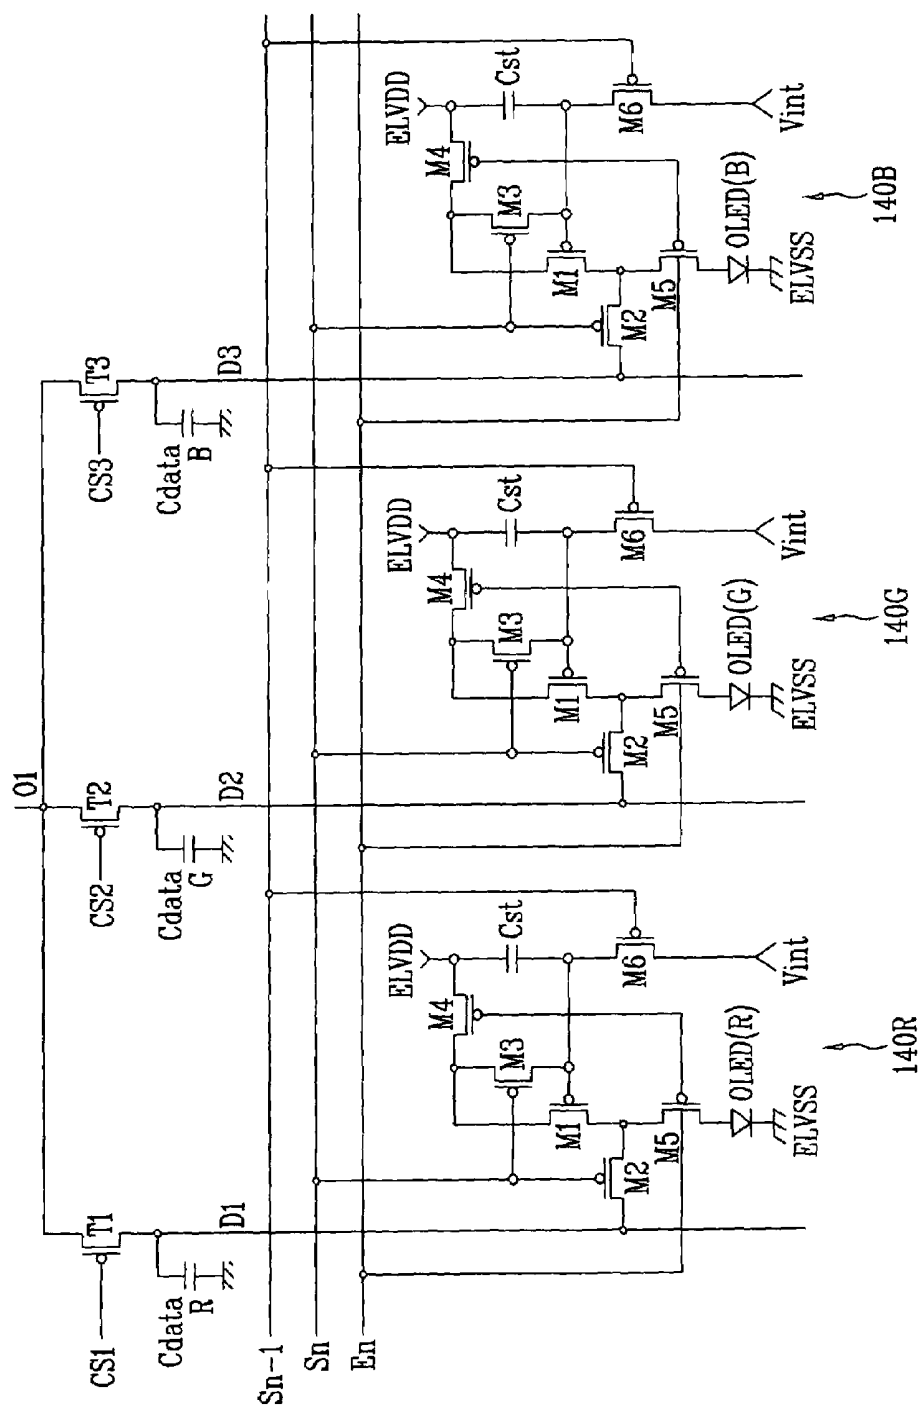 O1
CS1
T1
CS2
T2
CS3
T3
Cdata
R
D1
Cdata
G
D2
Cdata
B
D3
Sn-1
Sn
En
ELVDD
M4
Cst
M3
M1
M2
M6
M5
OLED(R)
ELVSS
Vint
140R
ELVDD
M4
Cst
M3
M1
M2
M6
M5
OLED(G)
ELVSS
Vint
140G
ELVDD
M4
Cst
M3
M1
M2
M6
M5
OLED(B)
ELVSS
Vint
140B